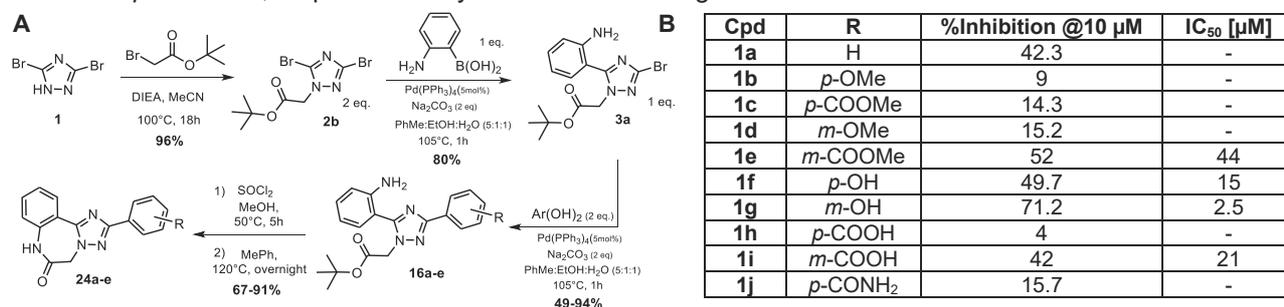 A
B
Br
O
Br
O
N
Br
HN
N
1
DIEA, MeCN
100°C, 18h
96%
Br
N
Br
N
N
2 eq.
O
O
2b
1 eq.
H2N
B(OH)2
Pd(PPh3)4(5mol%)
Na2CO3 (2 eq)
PhMe:EtOH:H2O (5:1:1)
105°C, 1h
80%
NH2
N
Br
N
N
O
O
1 eq.
3a
Ar(OH)2 (2 eq.)
Pd(PPh3)4(5mol%)
Na2CO3 (2 eq)
PhMe:EtOH:H2O (5:1:1)
105°C, 1h
49-94%
NH2
N
R
N
N
O
O
16a-e
1) SOCl2
MeOH,
50°C, 5h
2) MePh,
120°C, overnight
67-91%
N
R
HN
N
N
O
24a-e
Cpd R %Inhibition @10 µM IC50 [µM]
1a H 42.3 -
1b p-OMe 9 -
1c p-COOMe 14.3 -
1d m-OMe 15.2 -
1e m-COOMe 52 44
1f p-OH 49.7 15
1g m-OH 71.2 2.5
1h p-COOH 4 -
1i m-COOH 42 21
1j p-CONH2 15.7 -